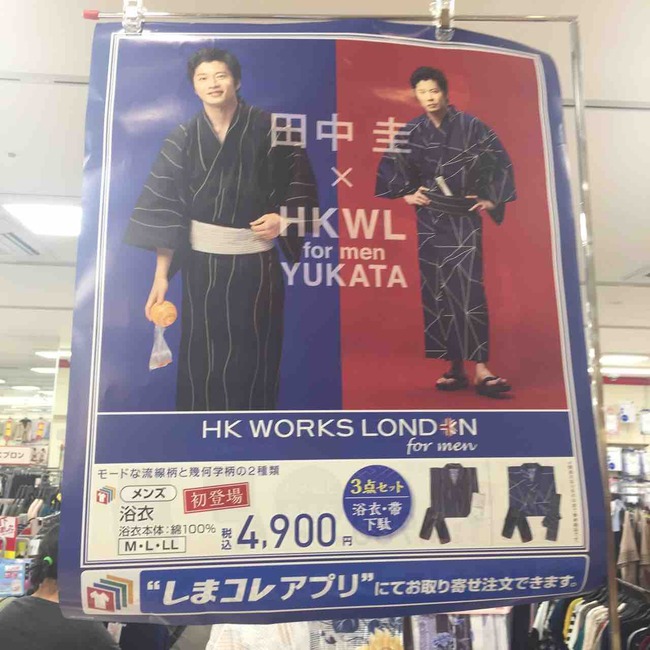 田中 圭
×
HKWL
for men
YUKATA
HK WORKS LONDON
for men
モードな流線柄と幾何学柄の2種類
メンズ
初登場
浴衣
浴衣本体：綿100%
M・L・LL
税込4,900円
3点セット
浴衣・帯
下駄
"しまコレ アプリ"にてお取り寄せ注文できます。